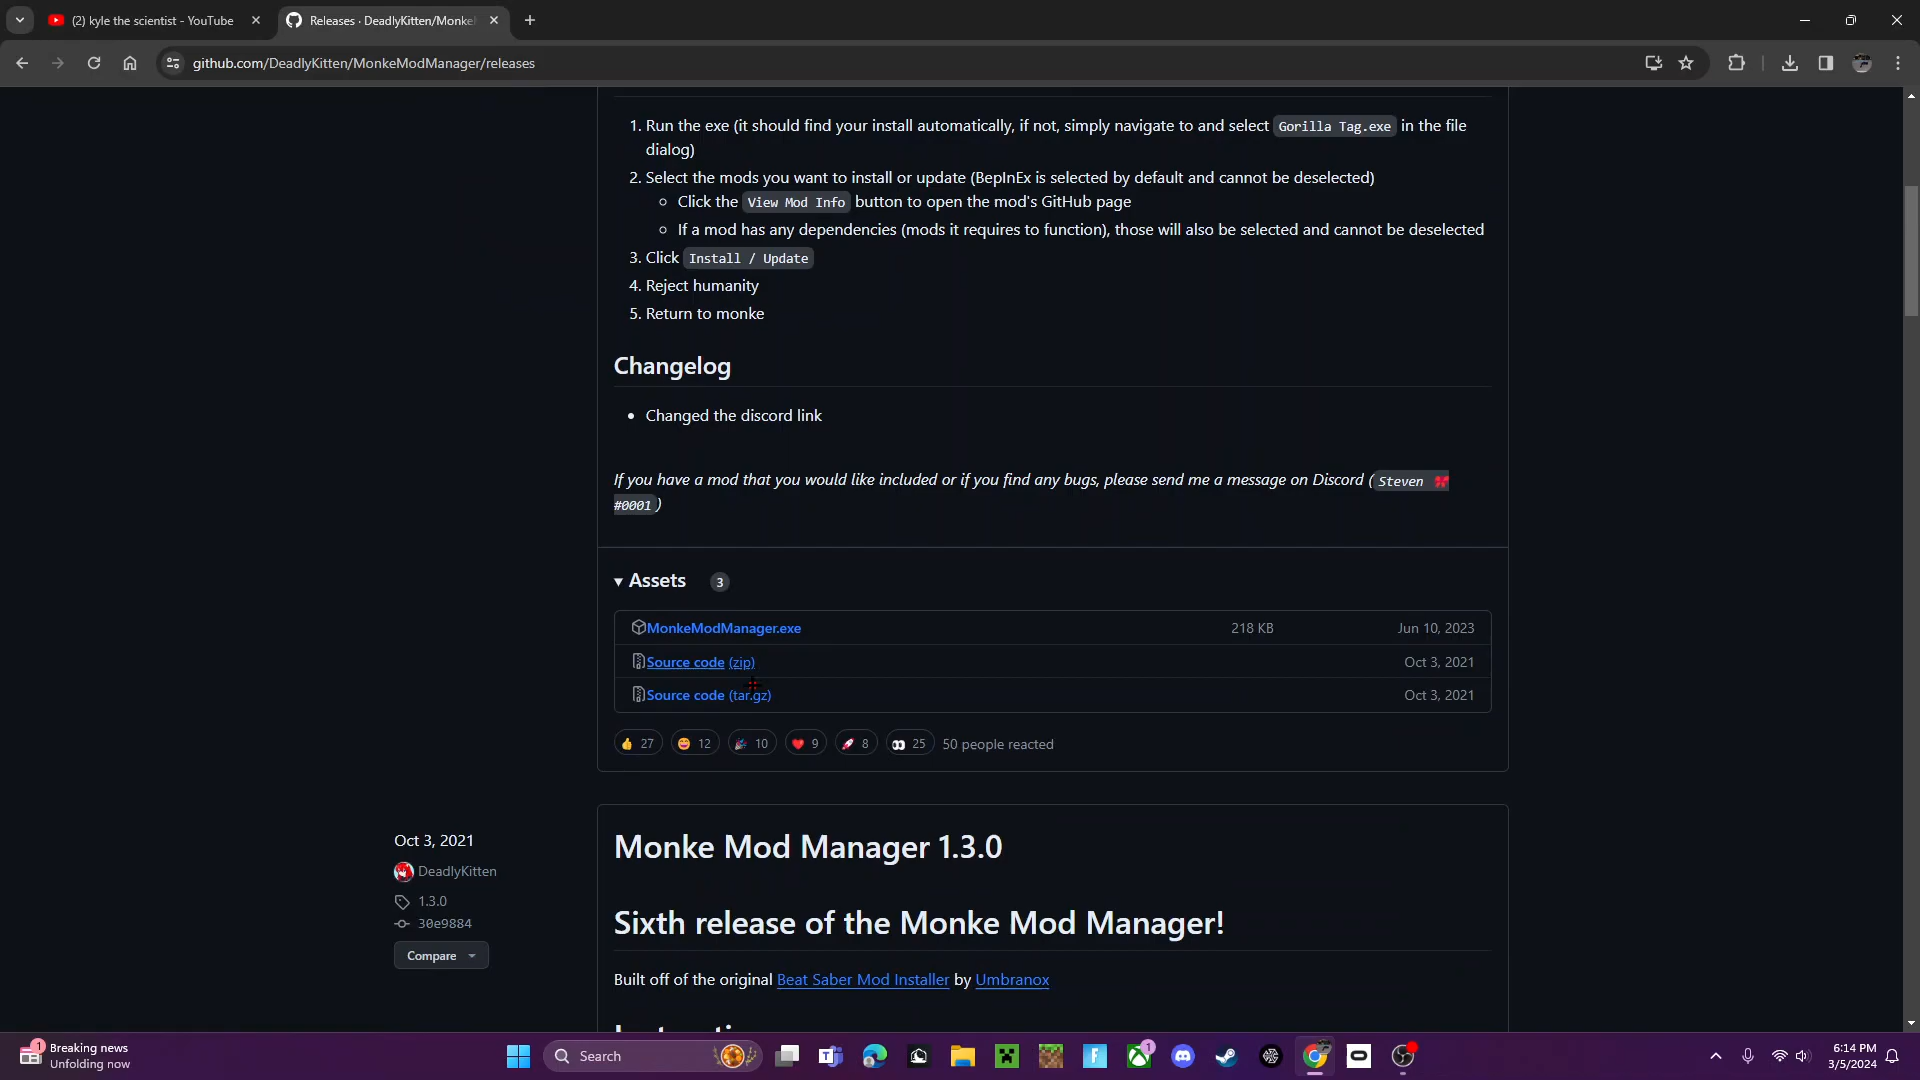 (2) kyle the scientist - YouTube
Releases · DeadlyKitten/Monke
github.com/DeadlyKitten/MonkeModManager/releases
1. Run the exe (it should find your install automatically, if not, simply navigate to and select Gorilla Tag.exe in the file
dialog)
2. Select the mods you want to install or update (BepInEx is selected by default and cannot be deselected)
Click the View Mod Info button to open the mod's GitHub page
If a mod has any dependencies (mods it requires to function), those will also be selected and cannot be deselected
3. Click Install / Update
4. Reject humanity
5. Return to monke
Changelog
• Changed the discord link
If you have a mod that you would like included or if you find any bugs, please send me a message on Discord (Steven 🎀
#0001)
Assets 3
MonkeModManager.exe 218 KB Jun 10, 2023
Source code (zip) Oct 3, 2021
Source code (tar.gz) Oct 3, 2021
👍 27 😄 12 🎉 10 ❤️ 9 🚀 8 👀 25 50 people reacted
Oct 3, 2021
DeadlyKitten
1.3.0
30e9884
Compare
Monke Mod Manager 1.3.0
Sixth release of the Monke Mod Manager!
Built off of the original Beat Saber Mod Installer by Umbranox
1
Breaking news
Unfolding now
Search
1
6:14 PM
3/5/2024